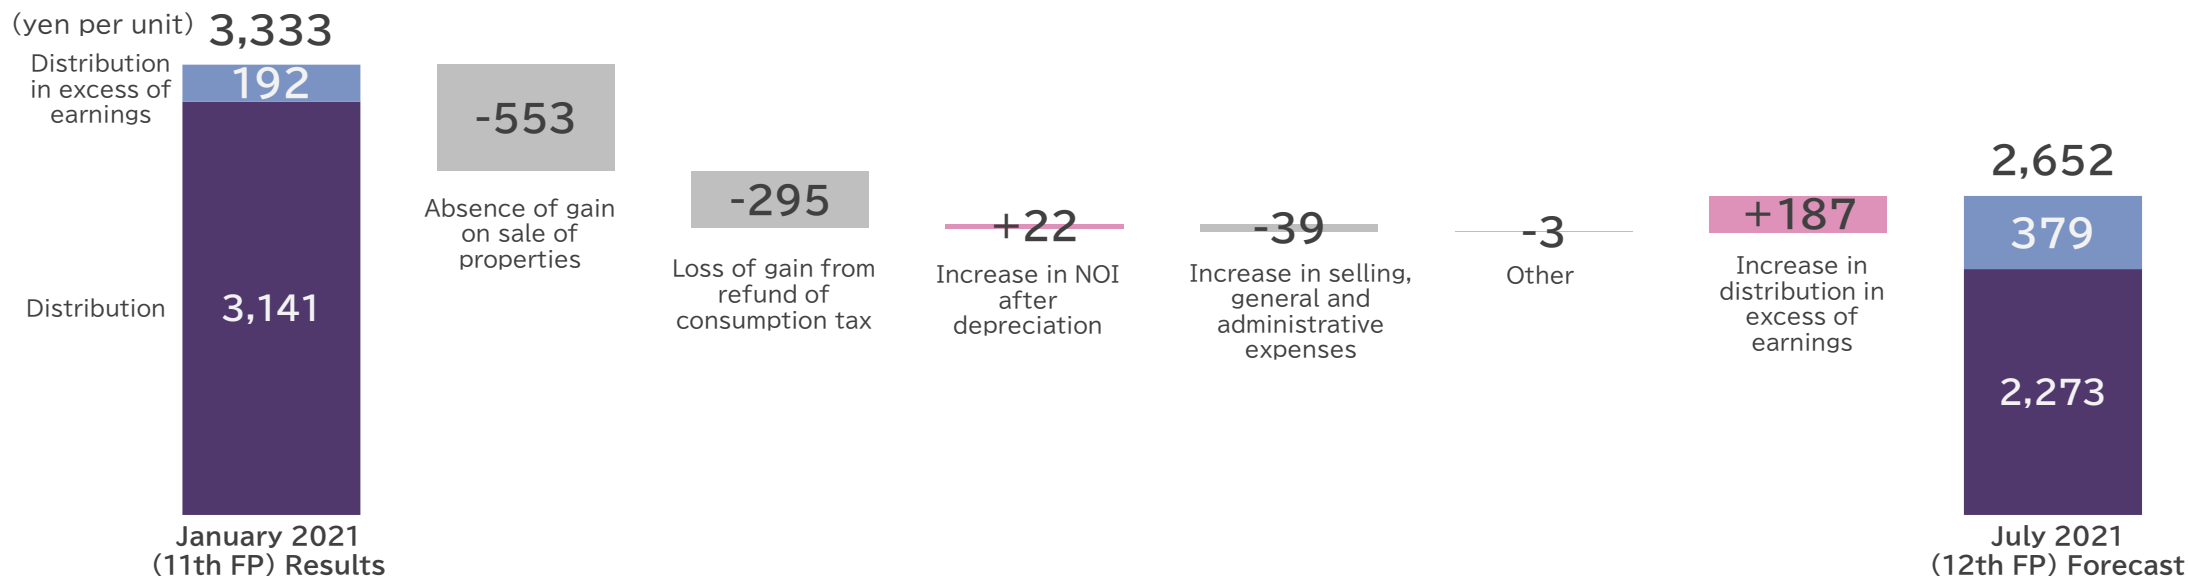 (yen per unit)
3,333
Distribution
in excess of
earnings
192
Distribution
3,141
January 2021
(11th FP) Results
-553
Absence of gain
on sale of
properties
-295
Loss of gain from
refund of
consumption tax
+22
Increase in NOI
after
depreciation
-39
Increase in selling,
general and
administrative
expenses
-3
Other
+187
Increase in
distribution in
excess of
earnings
2,652
379
2,273
July 2021
(12th FP) Forecast